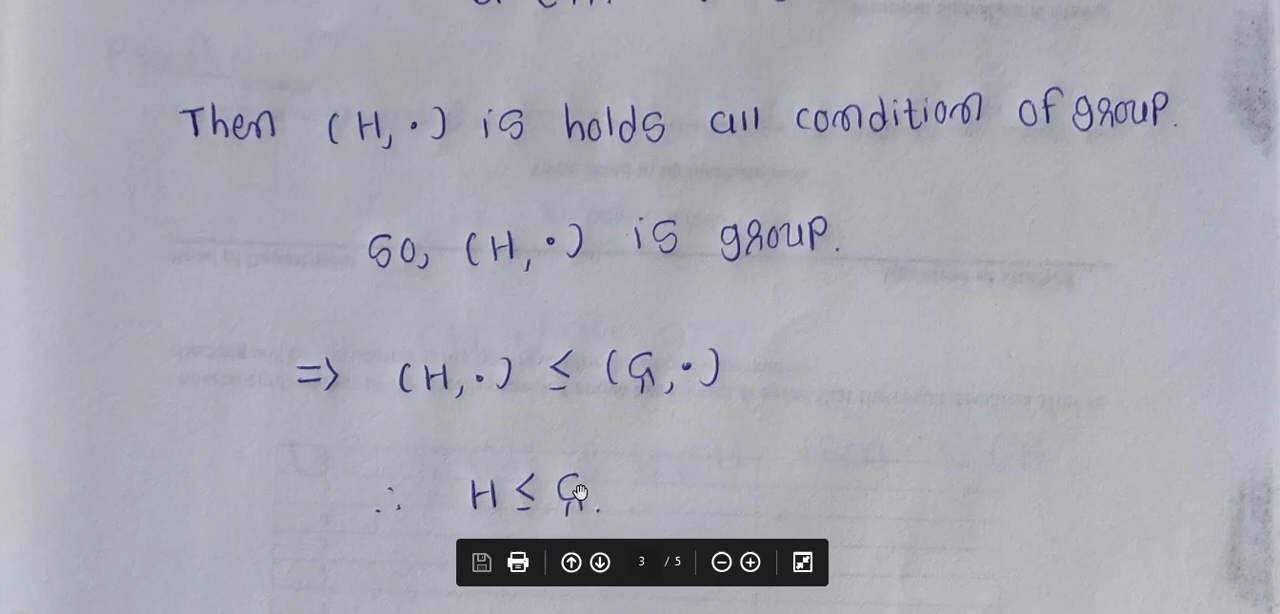 Then (H, ·) is holds all condition of group.
So, (H, ·) is group.
=> (H, ·) ≤ (G, ·)
∴ H ≤ G.
3 / 5